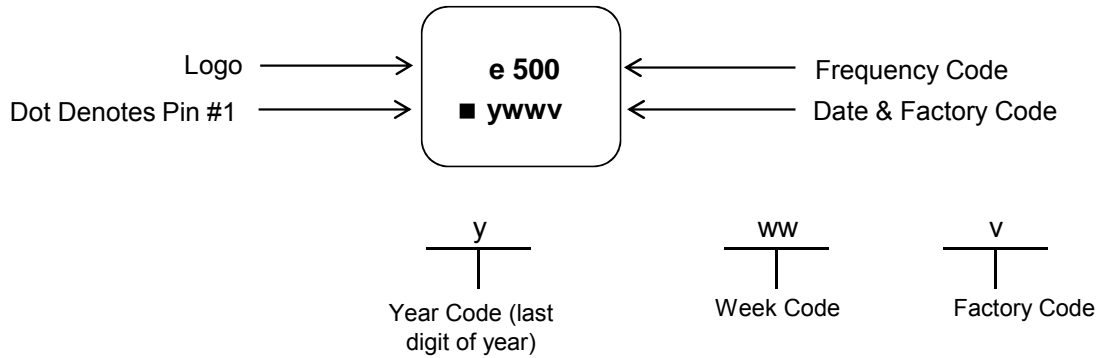 Logo
e 500
Frequency Code
Dot Denotes Pin #1
■ ywwv
Date & Factory Code
y
ww
v
Year Code (last
digit of year)
Week Code
Factory Code